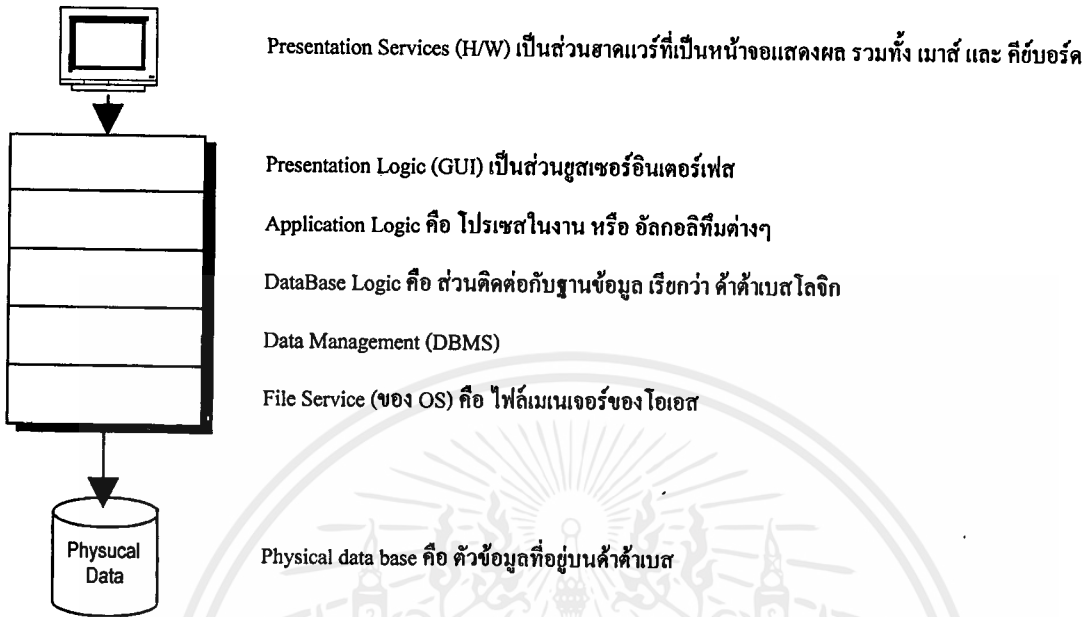 Presentation Services (H/W) เป็นส่วนฮาดแวร์ที่เป็นหน้าจอแสดงผล รวมทั้ง เมาส์ และ คีย์บอร์ด
Presentation Logic (GUI) เป็นส่วนยูสเซอร์อินเตอร์เฟส
Application Logic คือ โปรเซสในงาน หรือ อัลกอลิทึมต่างๆ
DataBase Logic คือ ส่วนติดต่อกับฐานข้อมูล เรียกว่า ค้าต้าเบสโลจิก
Data Management (DBMS)
File Service (ของ OS) คือ ไฟล์เมเนเจอร์ของโอเอส
Physucal
Data
Physical data base คือ ตัวข้อมูลที่อยู่บนค้าต้าเบส